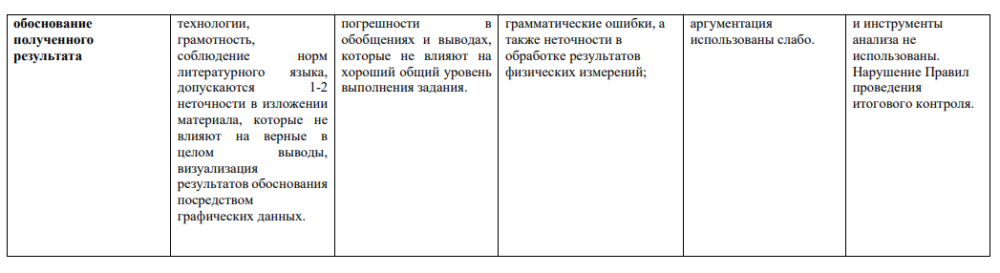 обоснование
полученного
результата
технологии,
грамотность,
соблюдение норм
литературного языка,
допускаются 1-2
неточности в изложении
материала, которые не
влияют на верные в
целом выводы,
визуализация
результатов обоснования
посредством
графических данных.
погрешности в
обобщениях и выводах,
которые не влияют на
хороший общий уровень
выполнения задания.
грамматические ошибки, а
также неточности в
обработке результатов
физических измерений;
аргументация
использованы слабо.
и инструменты
анализа не
использованы.
Нарушение Правил
проведения
итогового контроля.